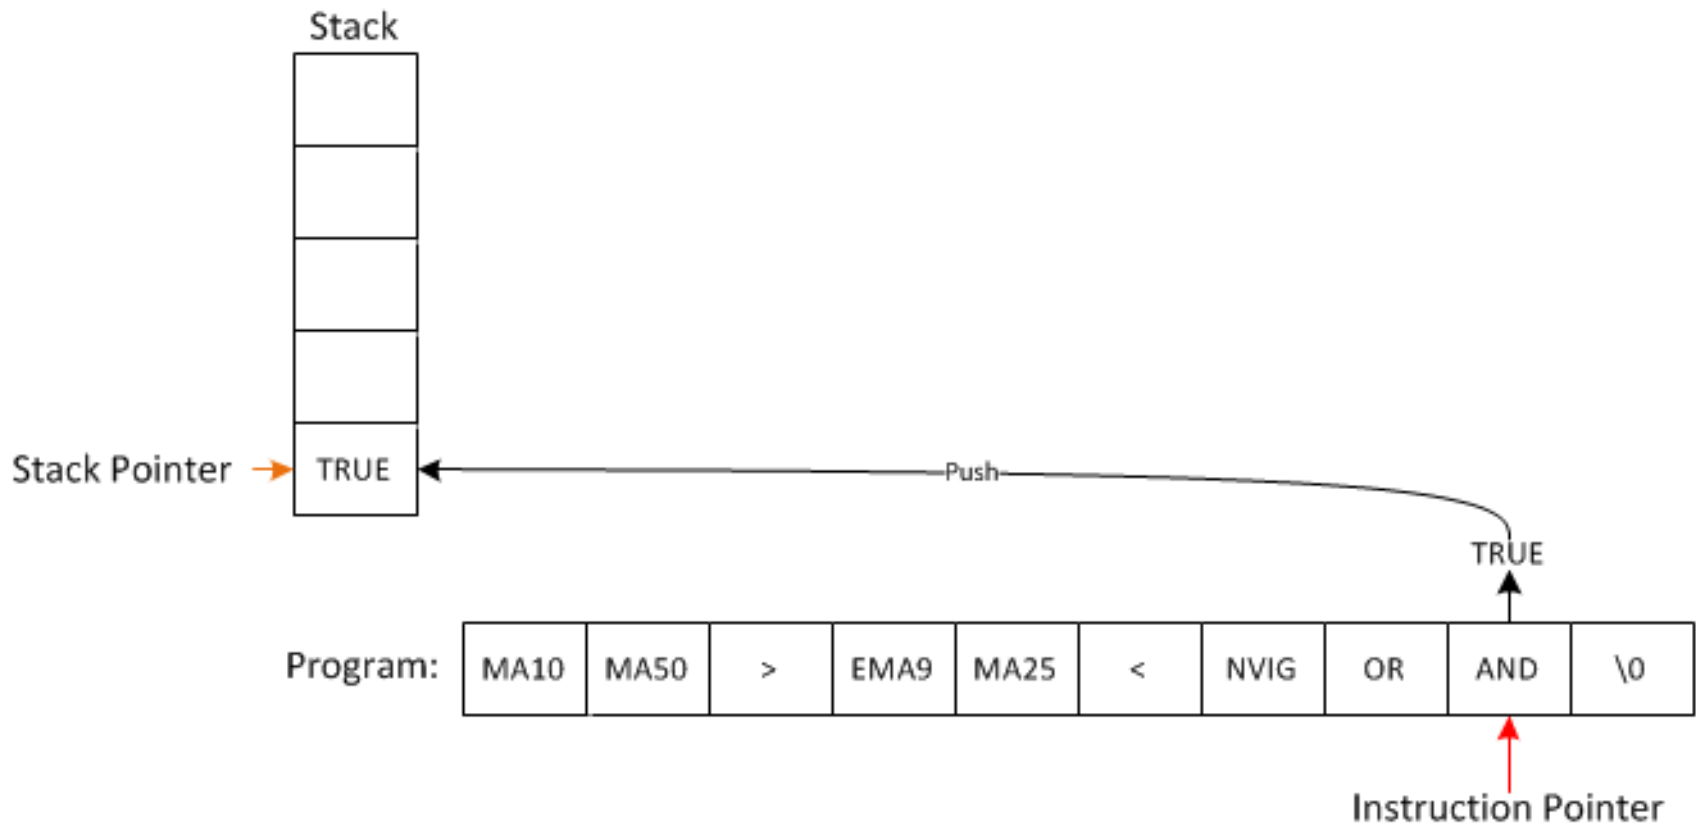 Stack
Stack Pointer
TRUE
Push
TRUE
Program: MA10 MA50 > EMA9 MA25 < NVIG OR AND \0
Instruction Pointer